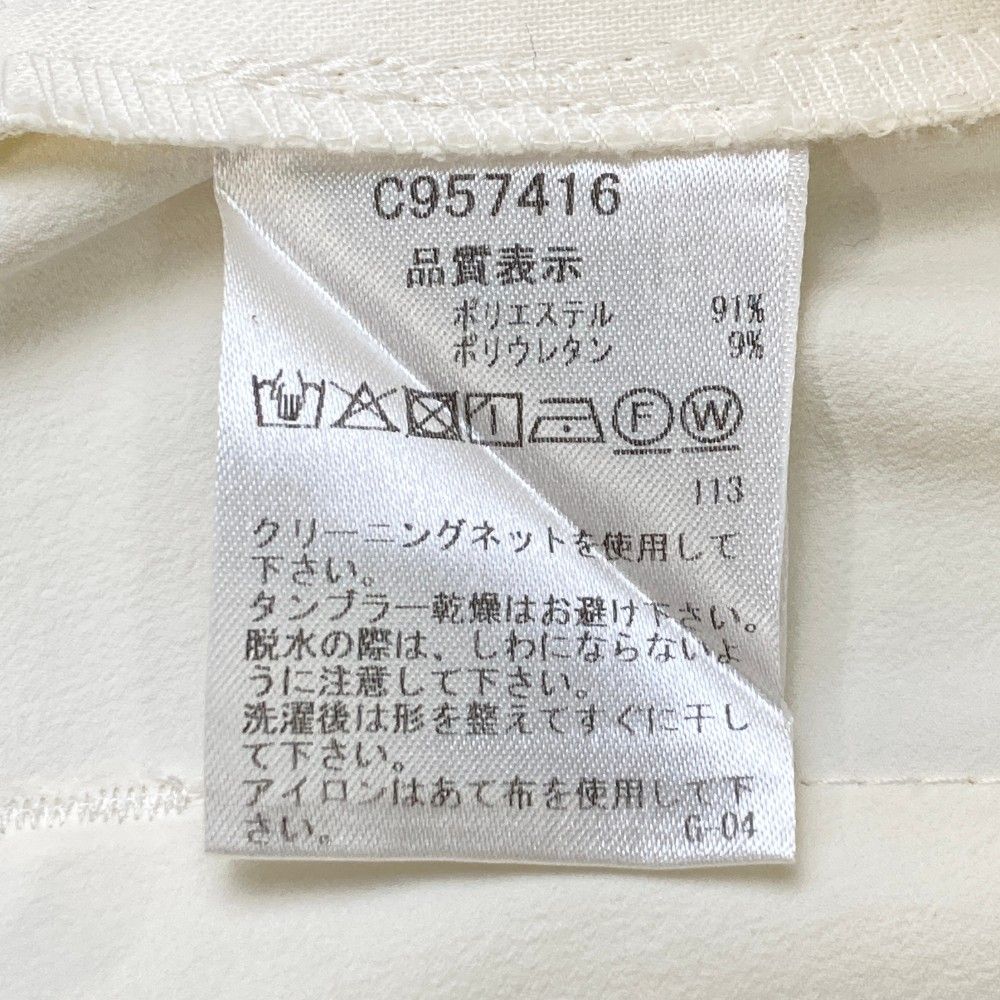 C957416
品質表示
ポリエステル 91%
ポリウレタン 9%
F W
113
クリーニングネットを使用して
下さい。
タンブラー乾燥はお避け下さい。
脱水の際は、しわにならないよ
うに注意して下さい。
洗濯後は形を整えてすぐに干し
て下さい。
アイロンはあて布を使用して下
さい。 G-04